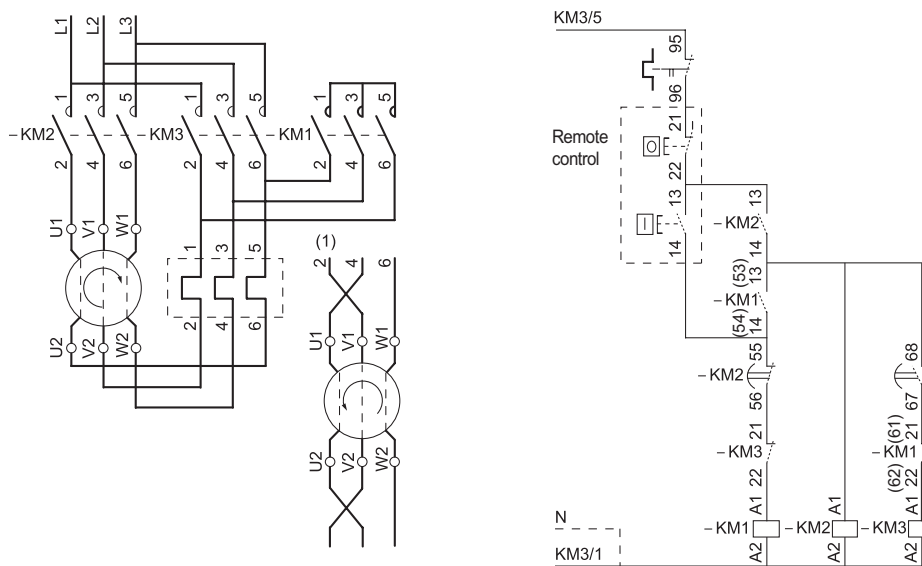 L1 L2 L3
1 3 5 1 3 5 1 3 5
–KM2 –KM3 –KM1
2 4 6 2 4 6 2 4 6
U1 V1 W1
1 3 5
2 4 6
U2 V2 W2
(1)
2 4 6
U1 V1 W1
U2 V2 W2
KM3/5
95
96
Remote
control
21
O
22
13 13
I
14
–KM2
14
(53)
13
–KM1
(54)
14
55
–KM2
56
68
67
21
–KM3
22
(61)
21
–KM1
(62)
22
A1 A1 A1
–KM1 –KM2 –KM3
A2 A2 A2
N
KM3/1